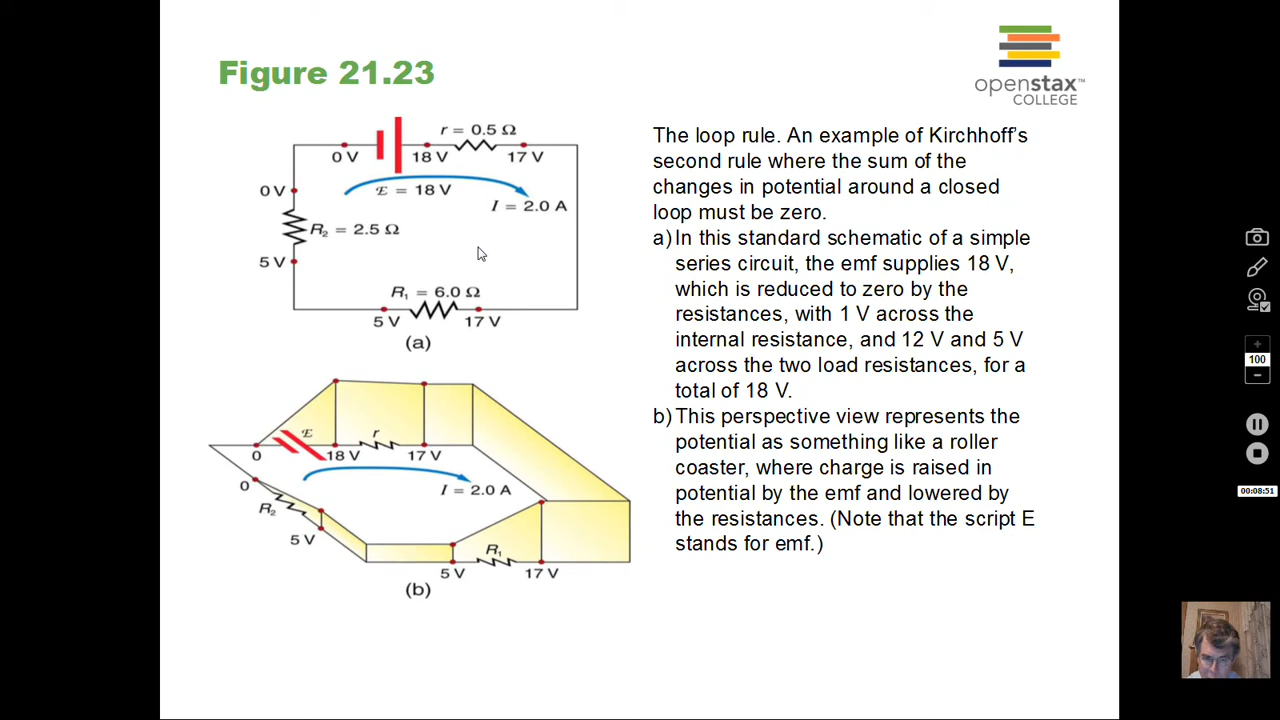 Figure 21.23
openstax™
COLLEGE
r = 0.5 Ω
0 V
18 V
17 V
ℰ = 18 V
I = 2.0 A
0 V
R₂ = 2.5 Ω
5 V
R₁ = 6.0 Ω
5 V
17 V
(a)
ℰ
r
0
18 V
17 V
0
I = 2.0 A
R₂
5 V
R₁
5 V
17 V
(b)
The loop rule. An example of Kirchhoff’s
second rule where the sum of the
changes in potential around a closed
loop must be zero.
a) In this standard schematic of a simple
series circuit, the emf supplies 18 V,
which is reduced to zero by the
resistances, with 1 V across the
internal resistance, and 12 V and 5 V
across the two load resistances, for a
total of 18 V.
b) This perspective view represents the
potential as something like a roller
coaster, where charge is raised in
potential by the emf and lowered by
the resistances. (Note that the script E
stands for emf.)
+
100
−
00:08:51